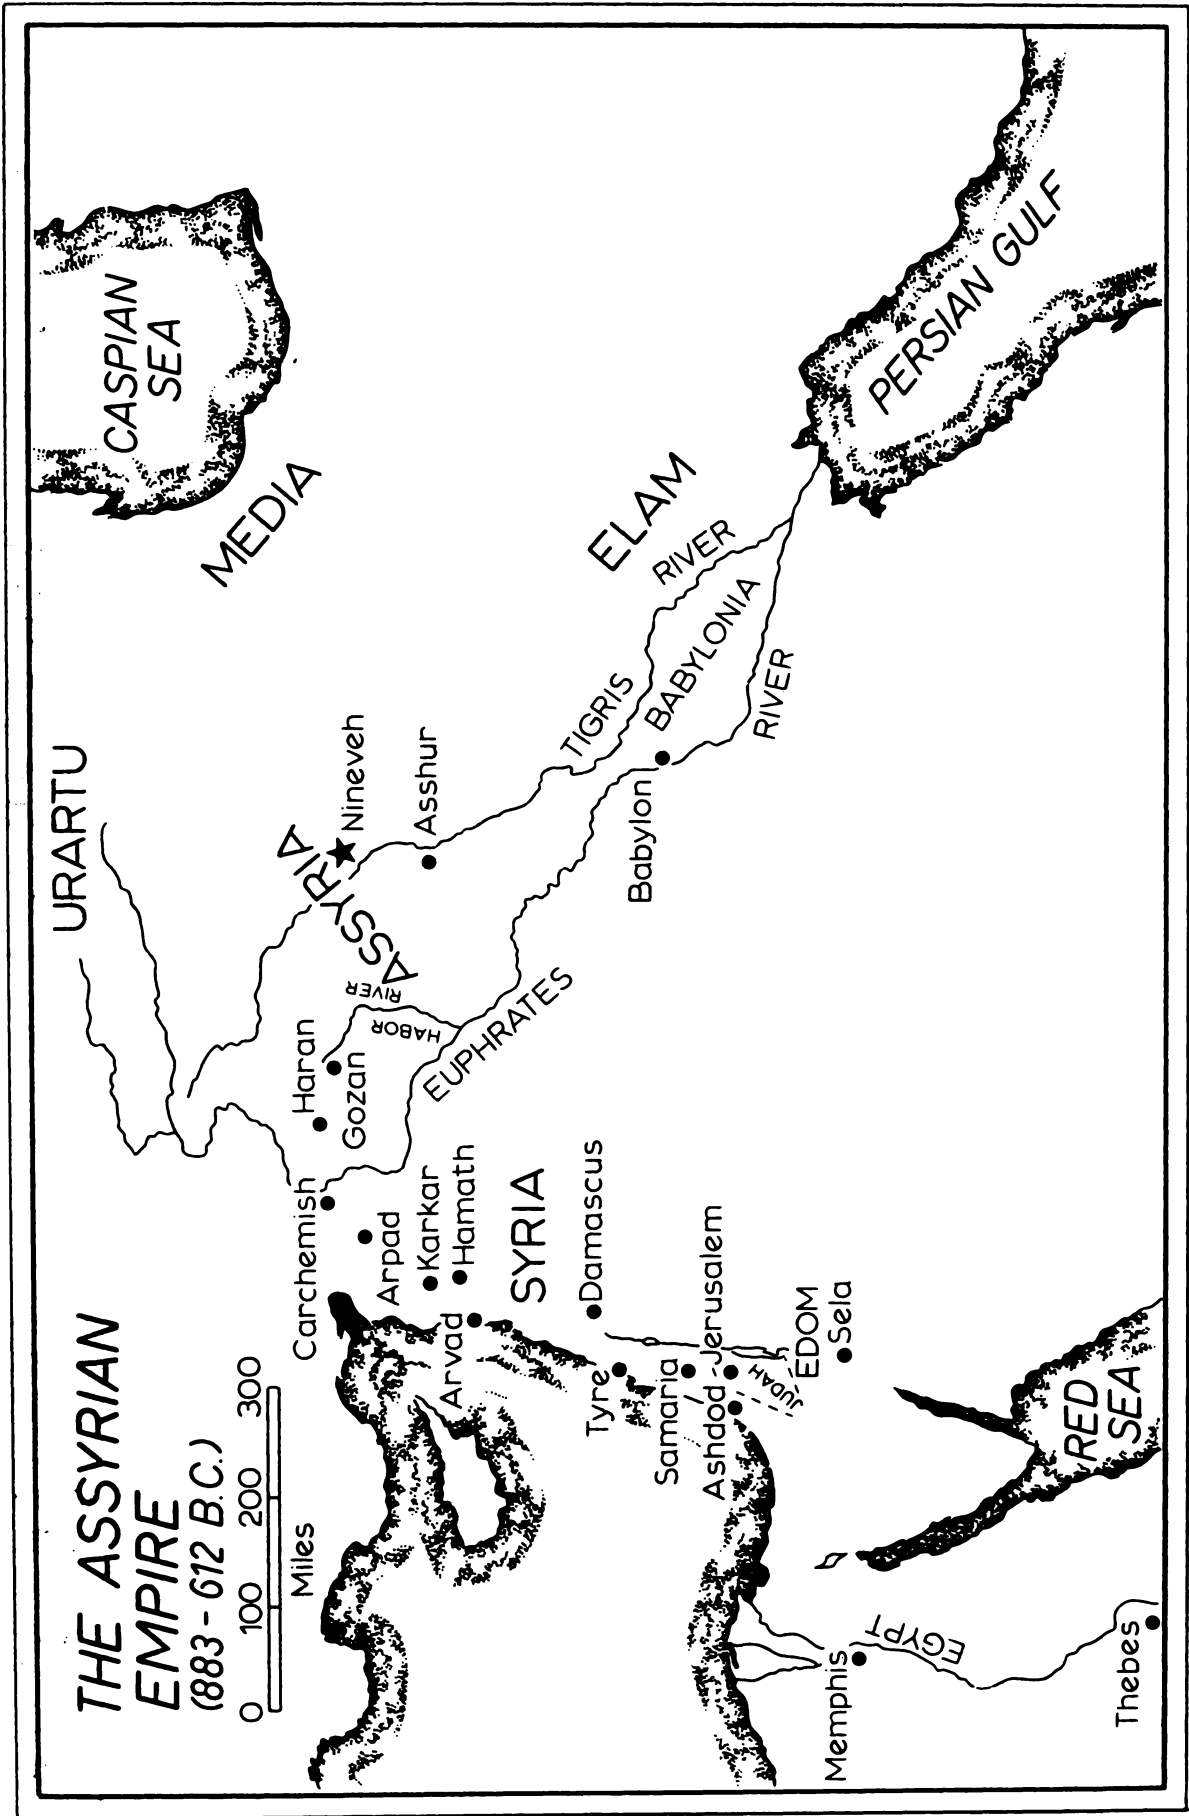 THE ASSYRIAN
EMPIRE
(883 - 612 B.C.)
0 100 200 300
Miles
URARTU
CASPIAN
SEA
MEDIA
ASSYRIA
Nineveh
Asshur
Haran
Gozan
HABOR
RIVER
Carchemish
Arpad
Karkar
Hamath
Arvad
SYRIA
EUPHRATES
RIVER
TIGRIS
RIVER
BABYLONIA
Babylon
ELAM
PERSIAN GULF
Damascus
Tyre
Samaria
Jerusalem
Ashdod
JUDAH
EDOM
Sela
RED
SEA
EGYPT
Memphis
Thebes